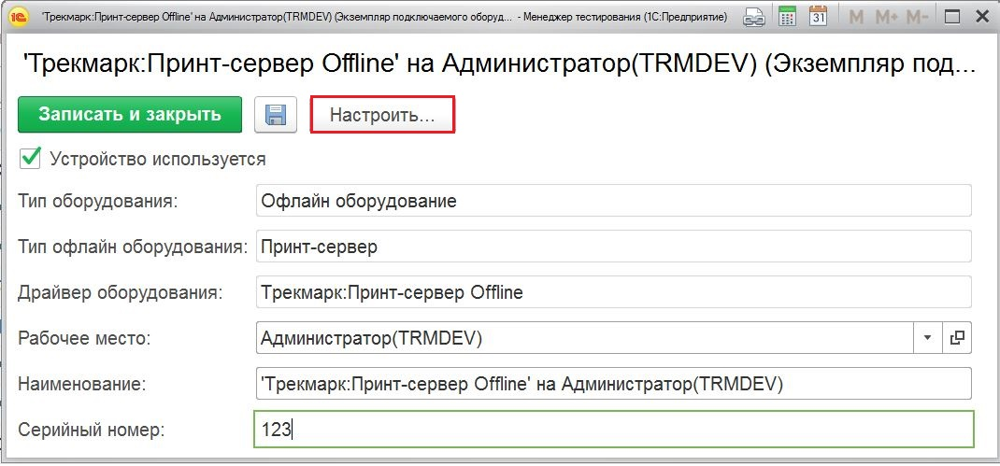 'Трекмарк:Принт-сервер Offline' на Администратор(TRMDEV) (Экземпляр подключаемого оборуд... - Менеджер тестирования (1С:Предприятие)
31 M M+ M-
'Трекмарк:Принт-сервер Offline' на Администратор(TRMDEV) (Экземпляр под...
Записать и закрыть Настроить...
Устройство используется
Тип оборудования: Офлайн оборудование
Тип офлайн оборудования: Принт-сервер
Драйвер оборудования: Трекмарк:Принт-сервер Offline
Рабочее место: Администратор(TRMDEV)
Наименование: 'Трекмарк:Принт-сервер Offline' на Администратор(TRMDEV)
Серийный номер: 123